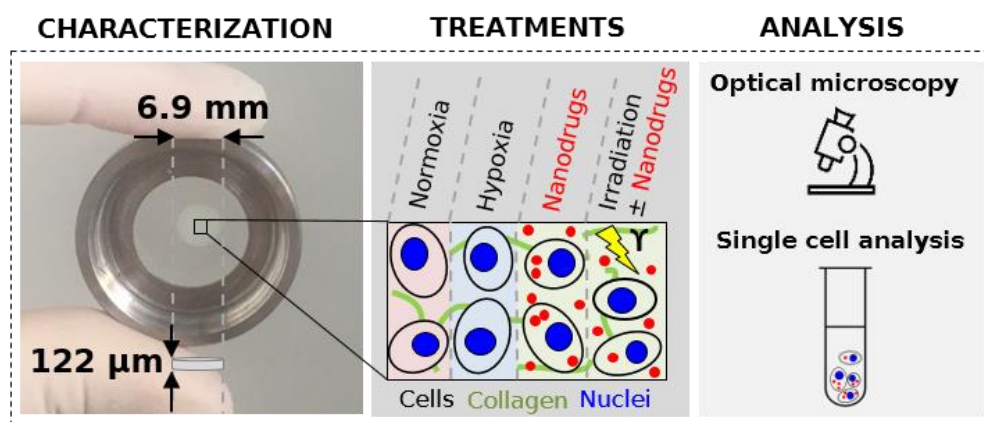 CHARACTERIZATION
TREATMENTS
ANALYSIS
6.9 mm
122 µm
Normoxia
Hypoxia
Nanodrugs
Irradiation
± Nanodrugs
ϒ
Cells Collagen Nuclei
Optical microscopy
Single cell analysis